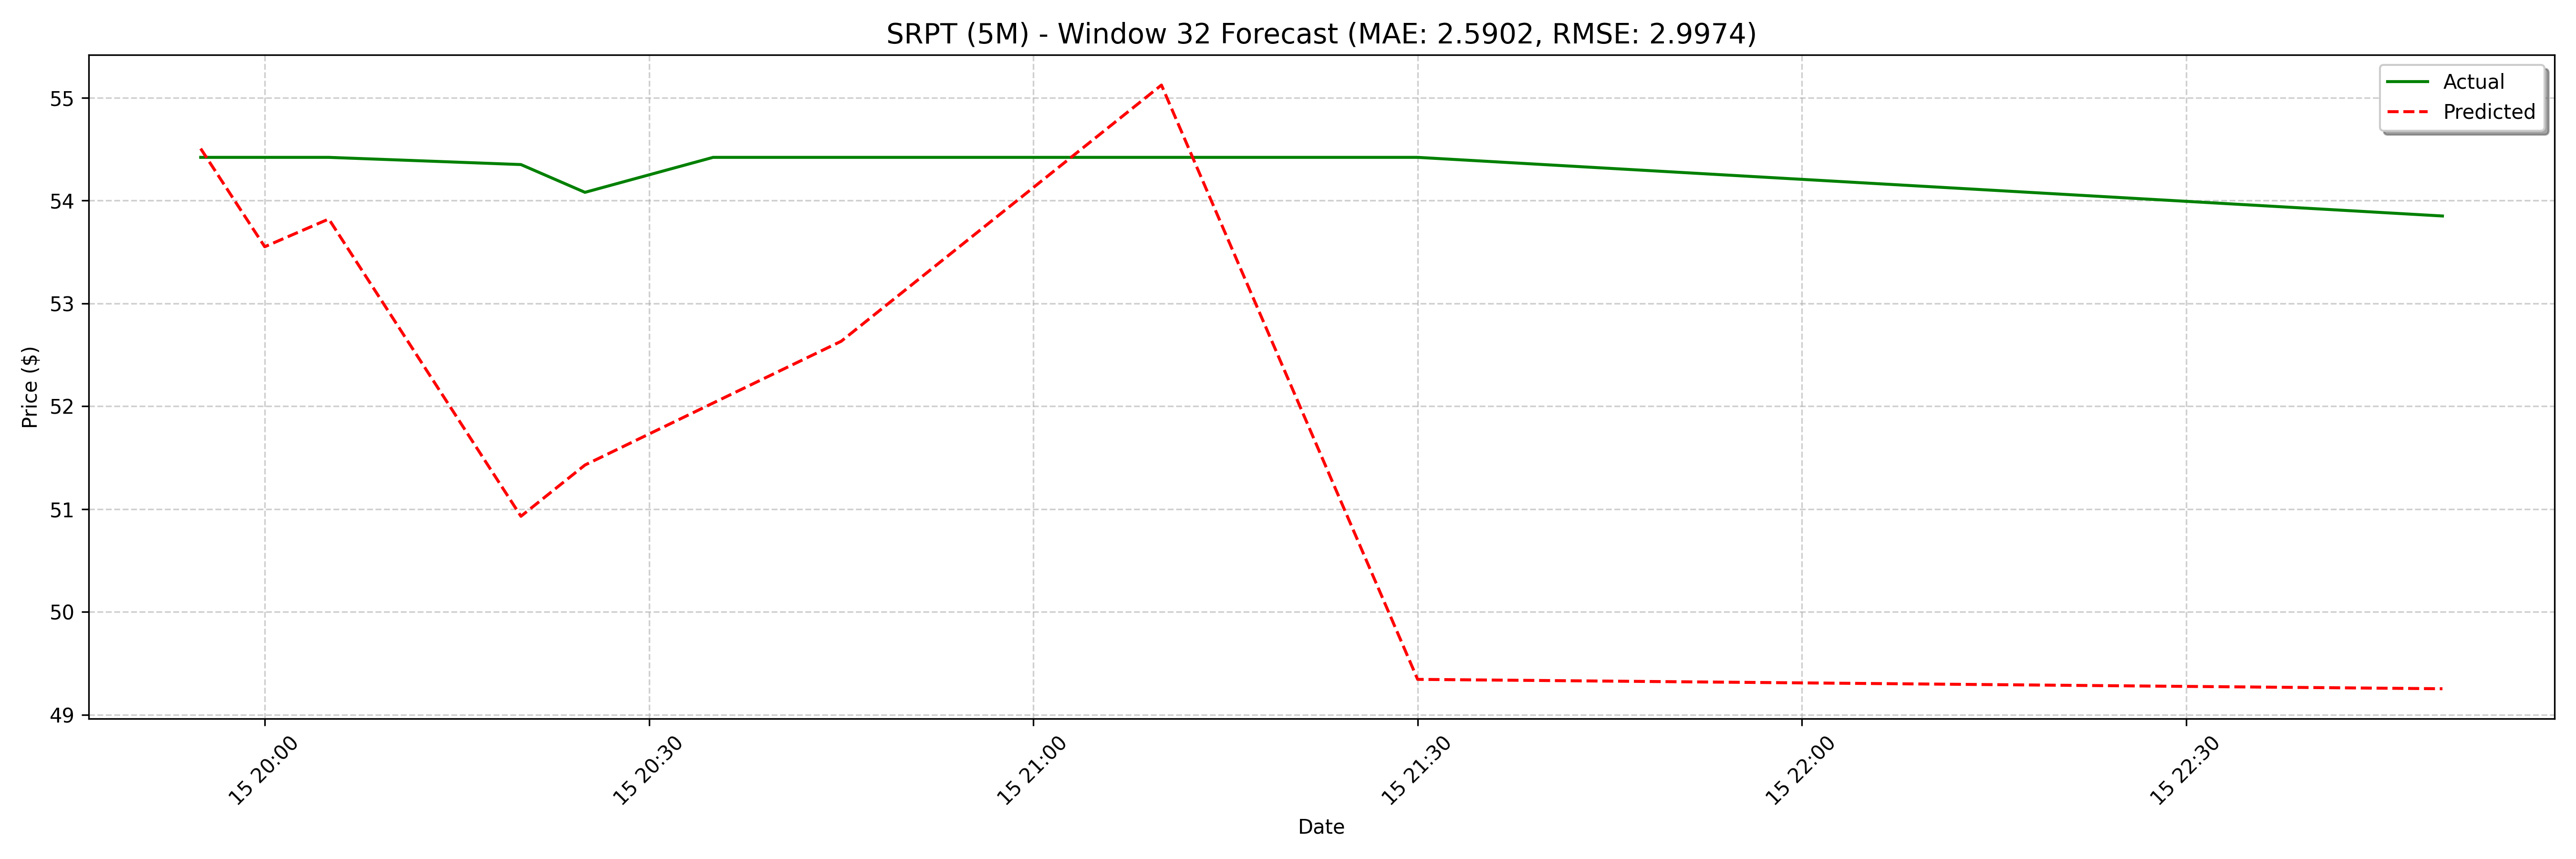 SRPT (5M) - Window 32 Forecast (MAE: 2.5902, RMSE: 2.9974)
Actual
Predicted
Price ($)
55
54
53
52
51
50
49
15 20:00
15 20:30
15 21:00
15 21:30
15 22:00
15 22:30
Date